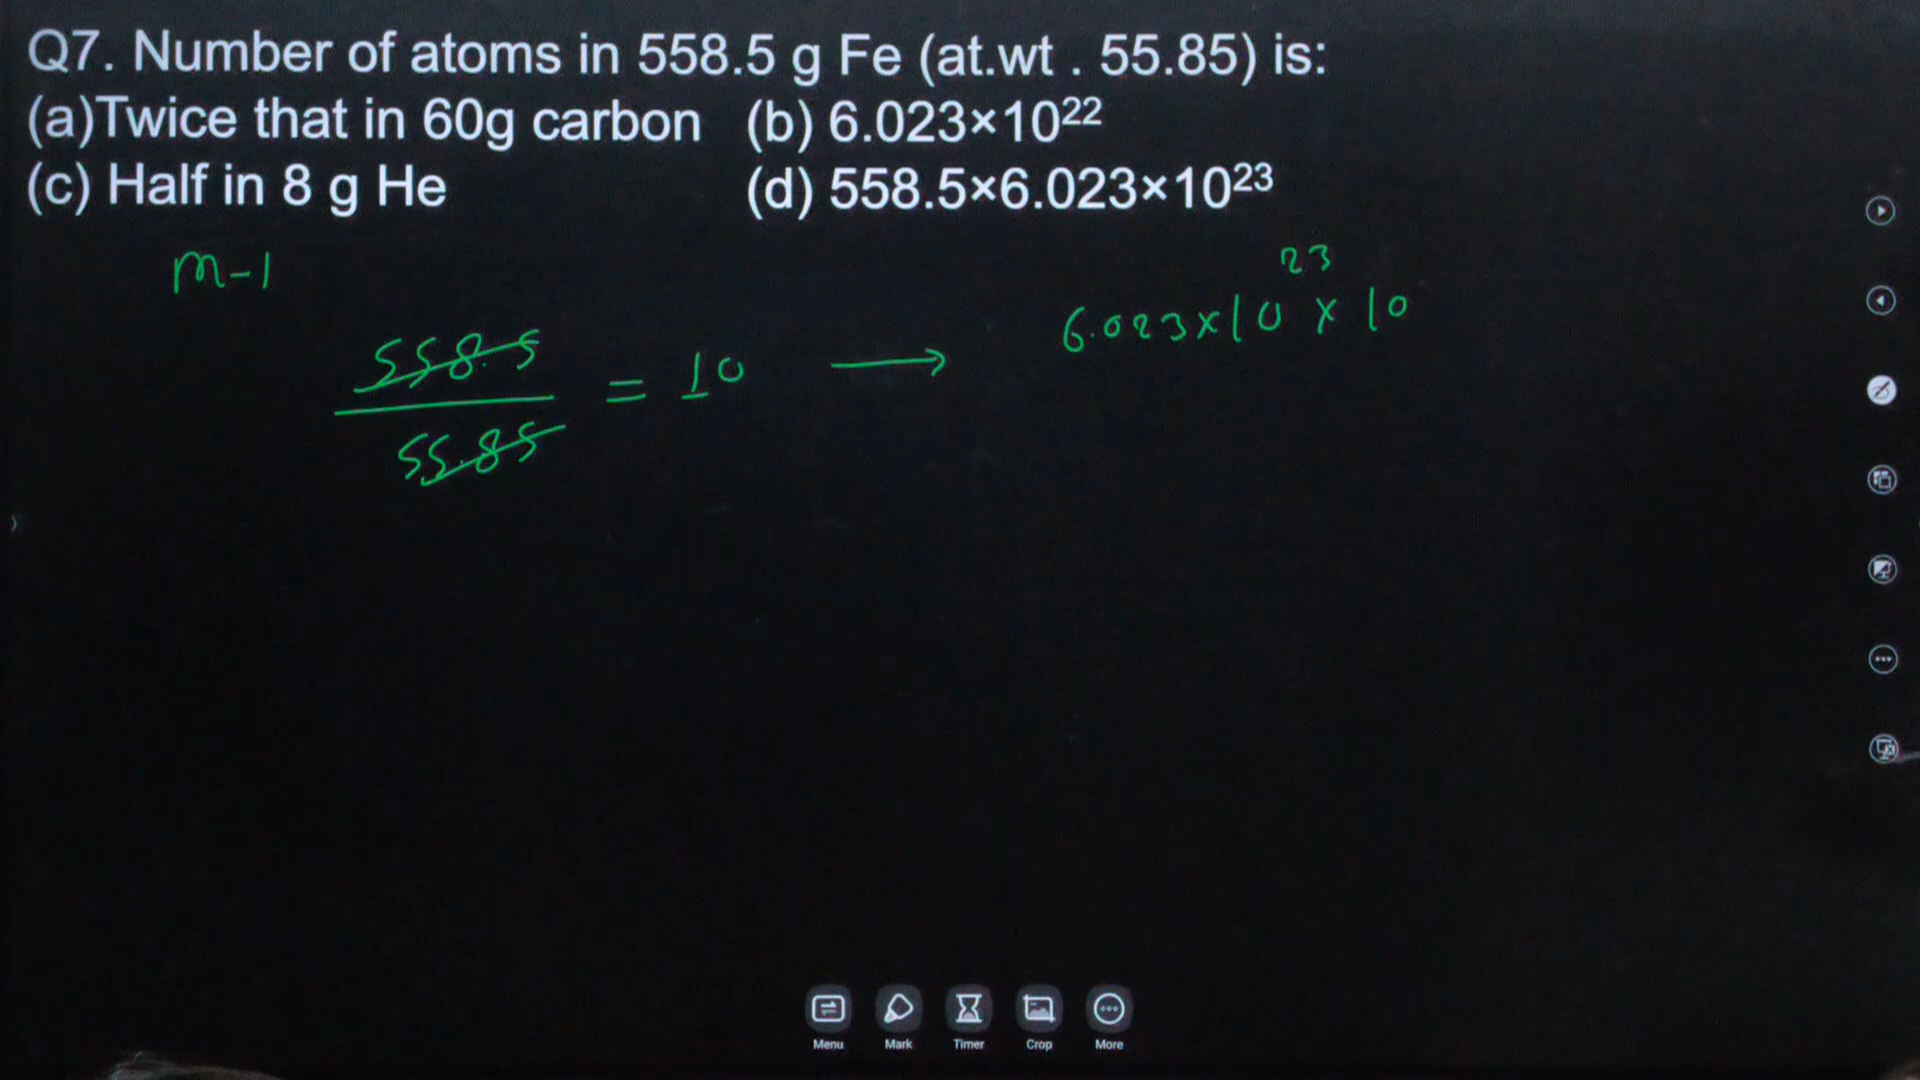 Q7. Number of atoms in 558.5 g Fe (at.wt . 55.85) is:
(a)Twice that in 60g carbon (b) 6.023×10²²
(c) Half in 8 g He (d) 558.5×6.023×10²³
m-1
558.5
55.85
= 10 →
6.023×10²³ × 10
Menu Mark Timer Crop More